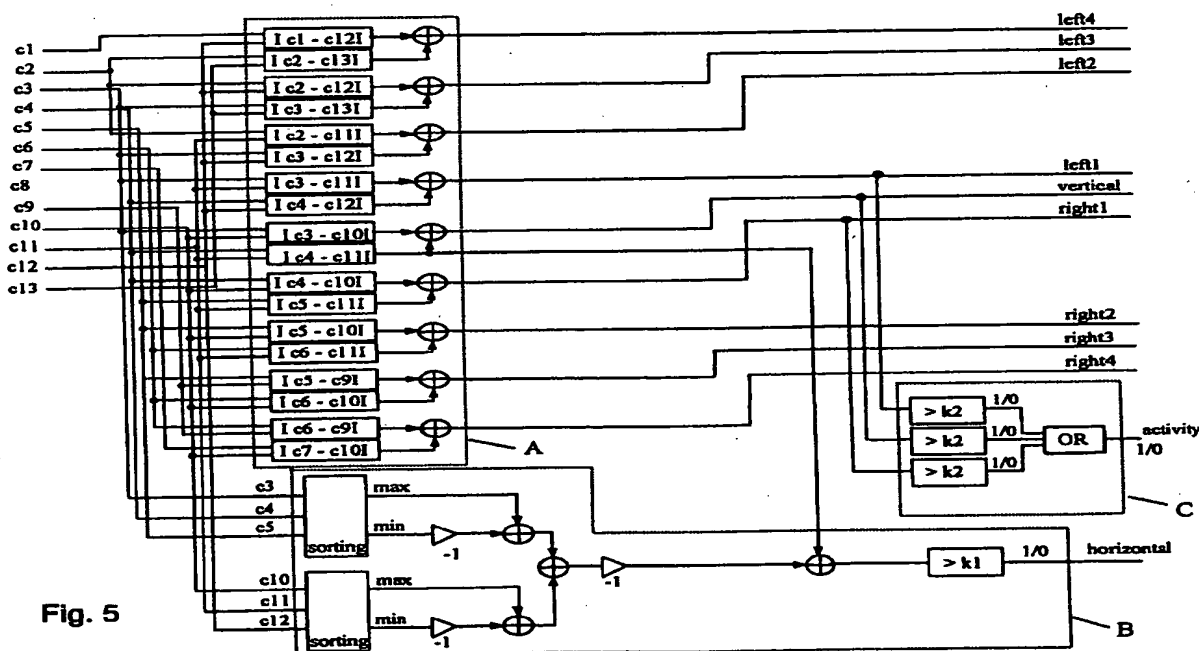 c1
c2
c3
c4
c5
c6
c7
c8
c9
c10
c11
c12
c13
I c1 - c12I
I c2 - c13I
I c2 - c12I
I c3 - c13I
I c2 - c11I
I c3 - c12I
I c3 - c11I
I c4 - c12I
I c3 - c10I
I c4 - c11I
I c4 - c10I
I c5 - c11I
I c5 - c10I
I c6 - c11I
I c5 - c9I
I c6 - c10I
I c6 - c9I
I c7 - c10I
A
left4
left3
left2
left1
vertical
right1
right2
right3
right4
> k2
1/0
> k2
1/0
> k2
1/0
OR
activity
1/0
C
c3
c4
c5
sorting
max
min
-1
c10
c11
c12
sorting
max
min
-1
-1
> k1
1/0
horizontal
B
Fig. 5